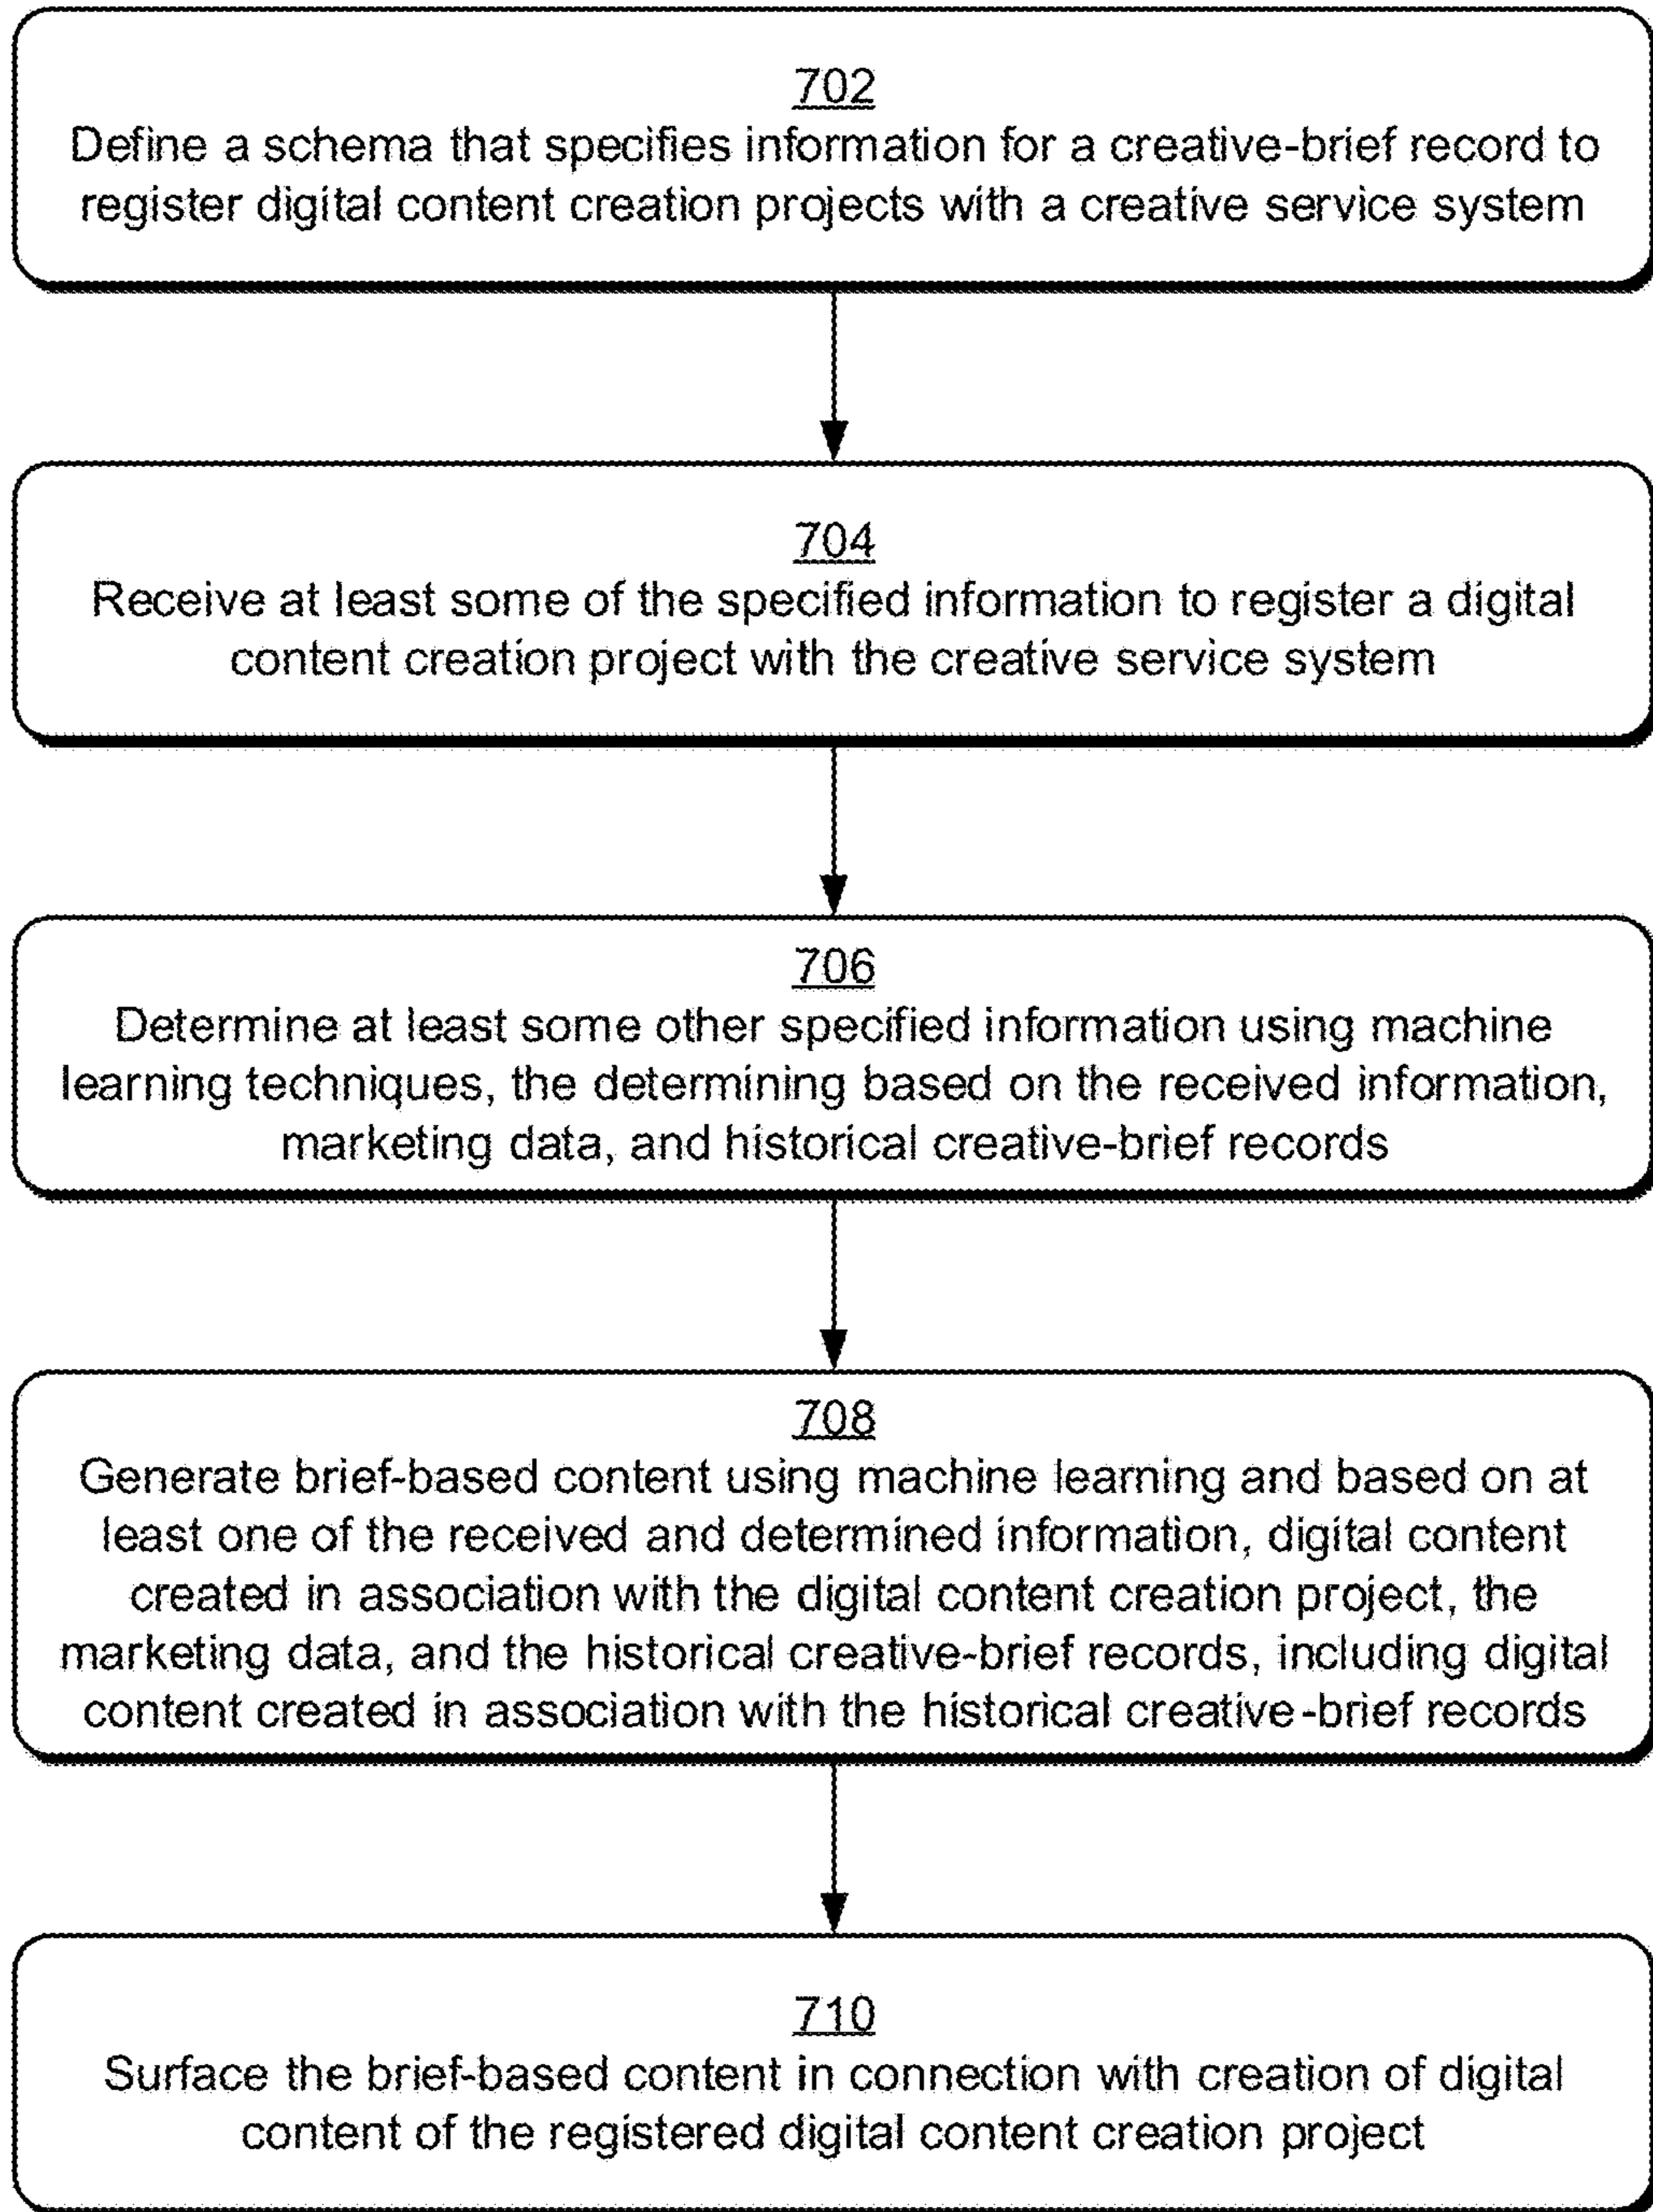 702
Define a schema that specifies information for a creative-brief record to
register digital content creation projects with a creative service system
704
Receive at least some of the specified information to register a digital
content creation project with the creative service system
706
Determine at least some other specified information using machine
learning techniques, the determining based on the received information,
marketing data, and historical creative-brief records
708
Generate brief-based content using machine learning and based on at
least one of the received and determined information, digital content
created in association with the digital content creation project, the
marketing data, and the historical creative-brief records, including digital
content created in association with the historical creative-brief records
710
Surface the brief-based content in connection with creation of digital
content of the registered digital content creation project